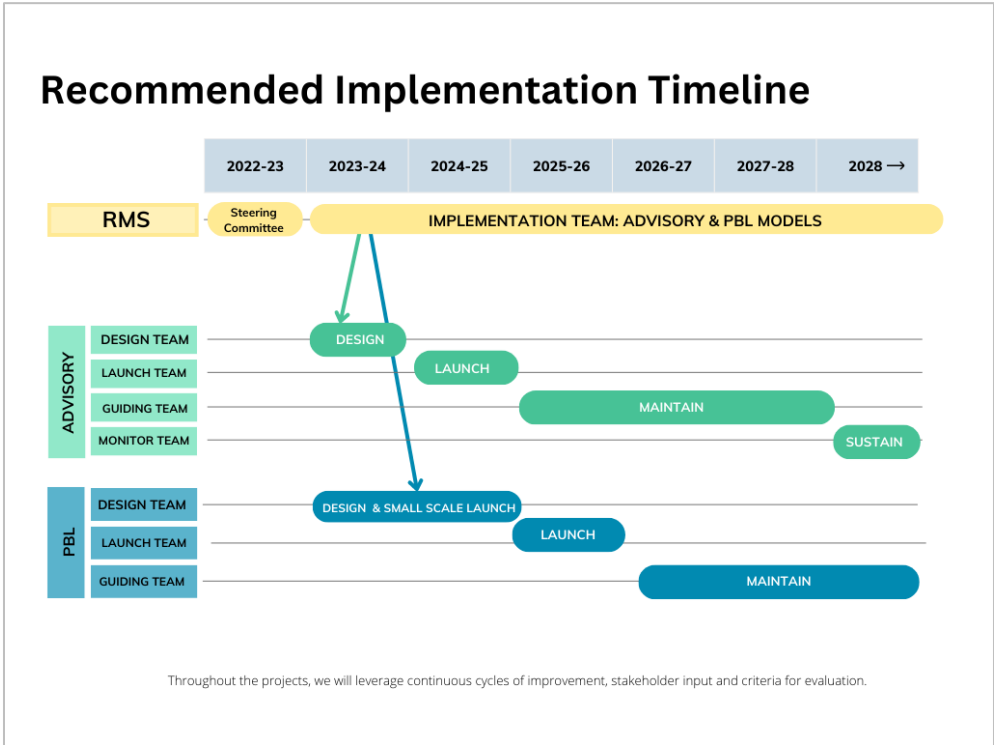 Recommended Implementation Timeline
2022-23 2023-24 2024-25 2025-26 2026-27 2027-28 2028 →
RMS
Steering
Committee
IMPLEMENTATION TEAM: ADVISORY & PBL MODELS
ADVISORY
DESIGN TEAM
DESIGN
LAUNCH TEAM
LAUNCH
GUIDING TEAM
MAINTAIN
MONITOR TEAM
SUSTAIN
PBL
DESIGN TEAM
DESIGN & SMALL SCALE LAUNCH
LAUNCH TEAM
LAUNCH
GUIDING TEAM
MAINTAIN
Throughout the projects, we will leverage continuous cycles of improvement, stakeholder input and criteria for evaluation.